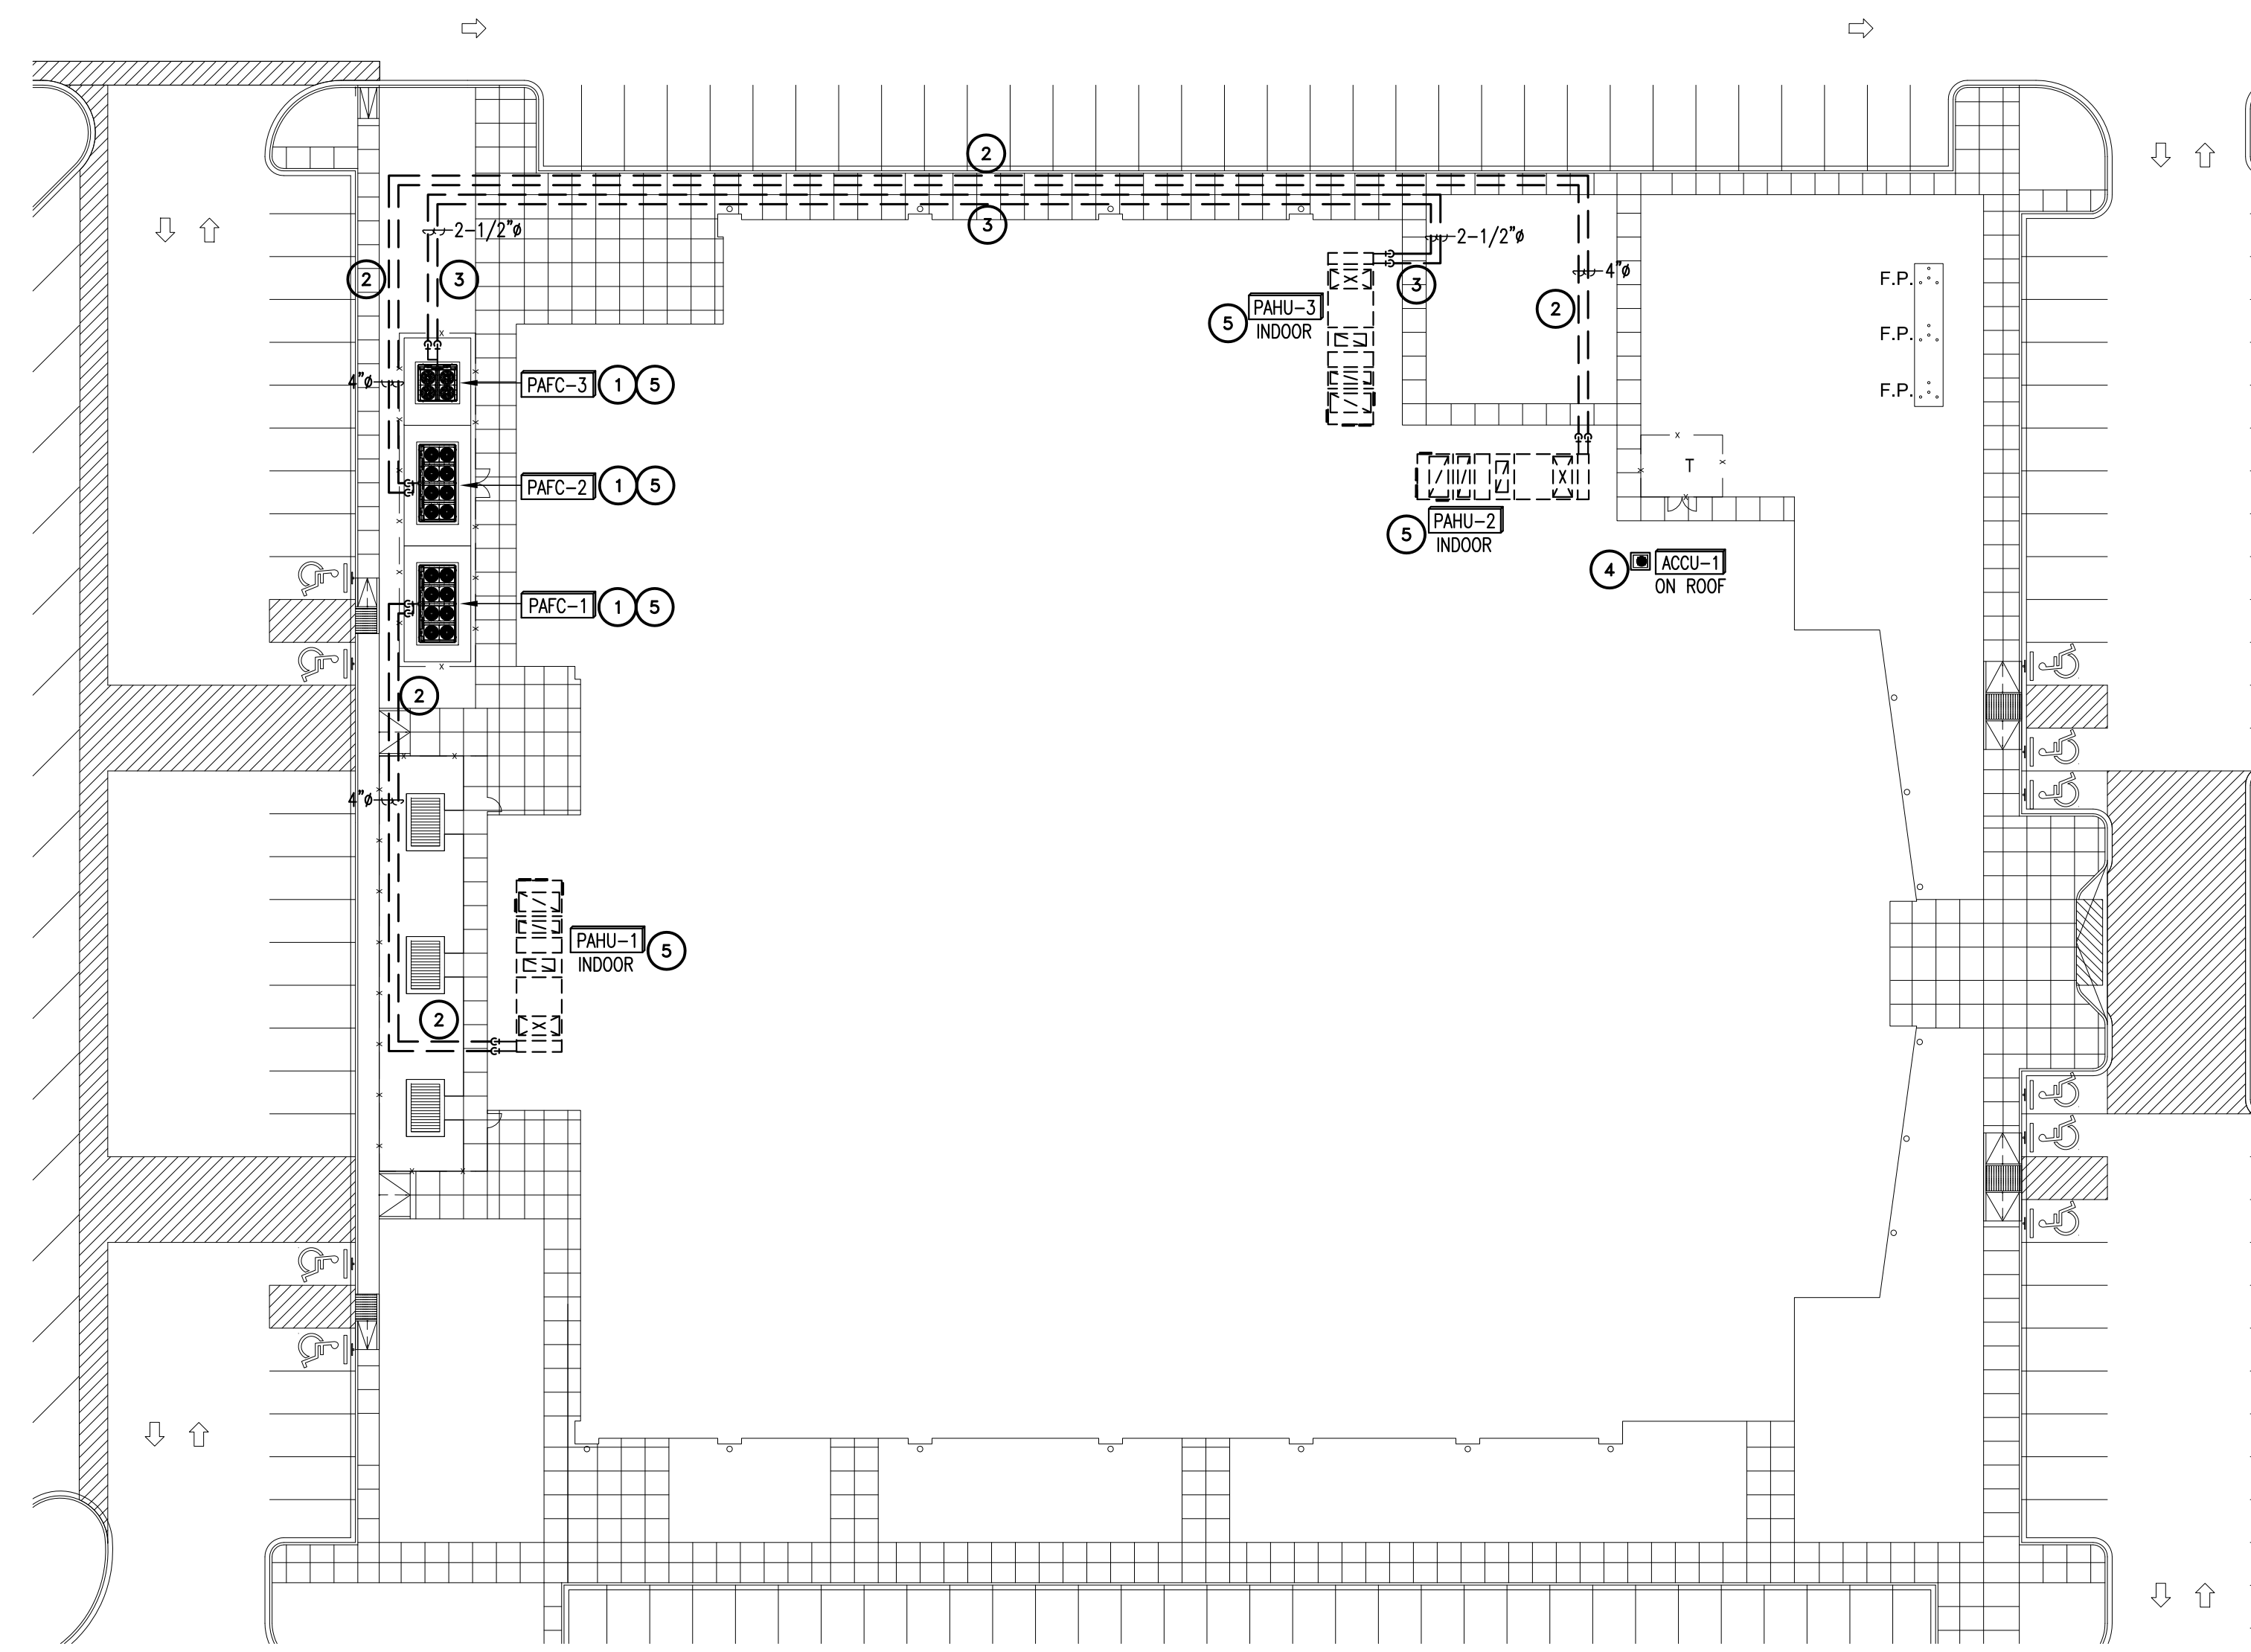 2
3
2-1/2"ø
2-1/2"ø
2
3
3
4"ø
F.P.
PAHU-3
5
INDOOR
2
F.P.
4"ø
PAFC-3
1
5
F.P.
T
PAFC-2
1
5
PAHU-2
5
INDOOR
ACCU-1
4
ON ROOF
PAFC-1
1
5
2
4"ø
PAHU-1
5
INDOOR
2